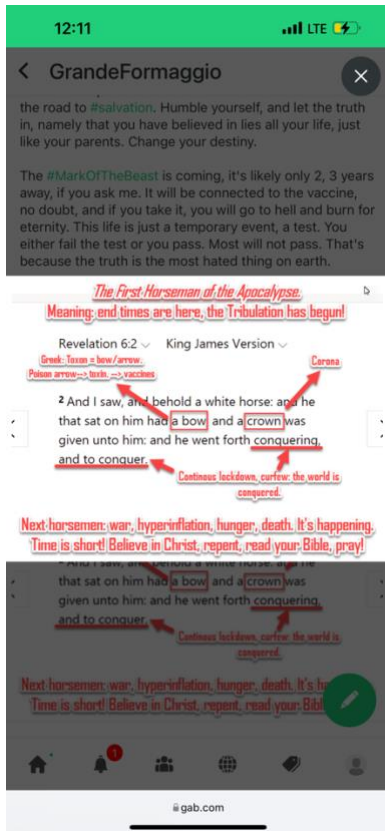 12:11
LTE
GrandeFormaggio
the road to #salvation. Humble yourself, and let the truth
in, namely that you have believed in lies all your life, just
like your parents. Change your destiny.
The #MarkOfTheBeast is coming, it's likely only 2, 3 years
away, if you ask me. It will be connected to the vaccine,
no doubt, and if you take it, you will go to hell and burn for
eternity. This life is just a temporary event, a test. You
either fail the test or you pass. Most will not pass. That's
because the truth is the most hated thing on earth.
The First Horseman of the Apocalypse.
Meaning: end times are here, the Tribulation has begun!
Revelation 6:2 King James Version
Greek: Toxon = bow/arrow.
Poison arrow--> toxin. --> vaccines
Corona
2 And I saw, and behold a white horse: and he
that sat on him had a bow and a crown was
given unto him: and he went forth conquering,
and to conquer.
Continous lockdown, curfew: the world is
conquered.
Next horsemen: war, hyperinflation, hunger, death. It's happening.
Time is short! Believe in Christ, repent, read your Bible, pray!
2 And I saw, and behold a white horse: and he
that sat on him had a bow and a crown was
given unto him: and he went forth conquering,
and to conquer.
Continous lockdown, curfew: the world is
conquered.
Next horsemen: war, hyperinflation, hunger, death. It's ha
Time is short! Believe in Christ, repent, read your Bibl
1
gab.com